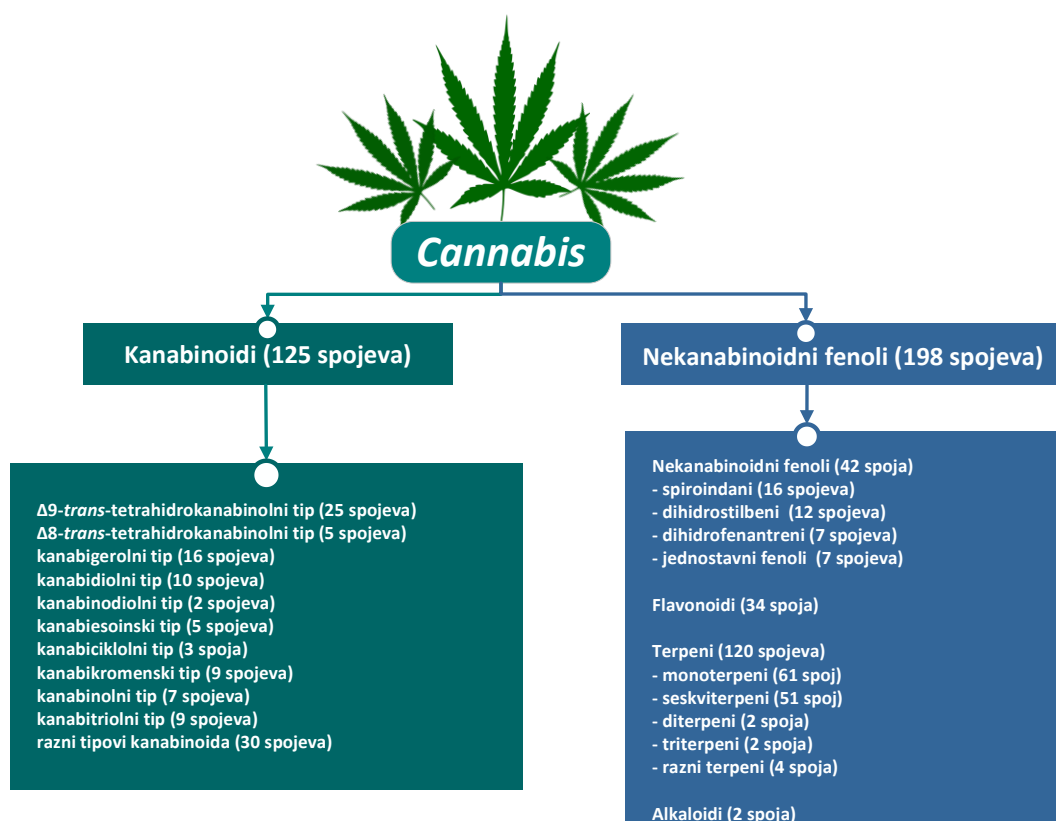 Cannabis
Kanabinoidi (125 spojeva)
Δ9-trans-tetrahidrokanabinolni tip (25 spojeva)
Δ8-trans-tetrahidrokanabinolni tip (5 spojeva)
kanabigerolni tip (16 spojeva)
kanabidiolni tip (10 spojeva)
kanabinodiolni tip (2 spojeva)
kanabiesoinski tip (5 spojeva)
kanabiciklolni tip (3 spoja)
kanabikromenski tip (9 spojeva)
kanabinolni tip (7 spojeva)
kanabitriolni tip (9 spojeva)
razni tipovi kanabinoida (30 spojeva)
Nekanabinoidni fenoli (198 spojeva)
Nekanabinoidni fenoli (42 spoja)
- spiroindani (16 spojeva)
- dihidrostilbeni (12 spojeva)
- dihidrofenantreni (7 spojeva)
- jednostavni fenoli (7 spojeva)
Flavonoidi (34 spoja)
Terpeni (120 spojeva)
- monoterpeni (61 spoj)
- seskviterpeni (51 spoj)
- diterpeni (2 spoja)
- triterpeni (2 spoja)
- razni terpeni (4 spoja)
Alkaloidi (2 spoja)